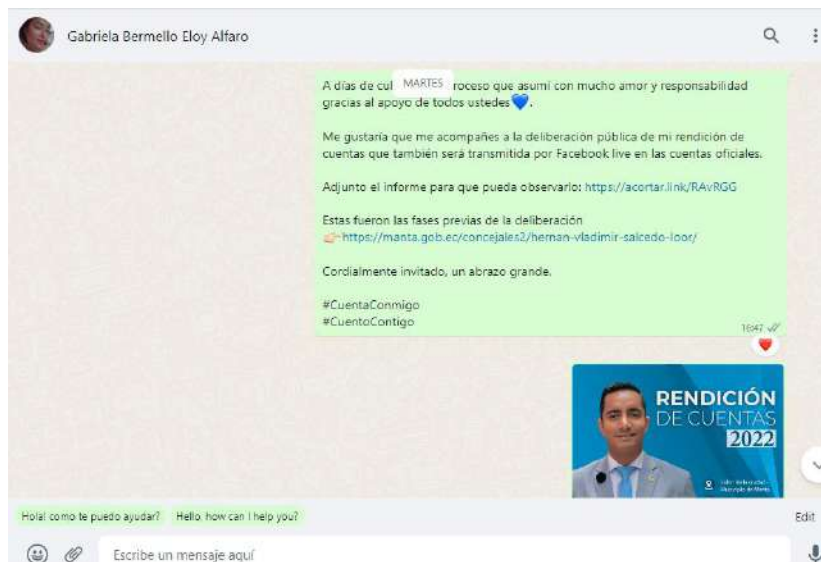 Gabriela Bermello Eloy Alfaro
MARTES
A días de cul roceso que asumí con mucho amor y responsabilidad
gracias al apoyo de todos ustedes💙.
Me gustaría que me acompañes a la deliberación pública de mi rendición de
cuentas que también será transmitida por Facebook live en las cuentas oficiales.
Adjunto el informe para que pueda observarlo: https://acortar.link/RAvRGG
Estas fueron las fases previas de la deliberación
👉🏻https://manta.gob.ec/concejales2/hernan-vladimir-salcedo-loor/
Cordialmente invitado, un abrazo grande.
#CuentaConmigo
#CuentoContigo
16:47
RENDICIÓN
DE CUENTAS
2022
Municipio de Manta
Hola! como te puedo ayudar? Hello, how can I help you?
Edit
Escribe un mensaje aquí